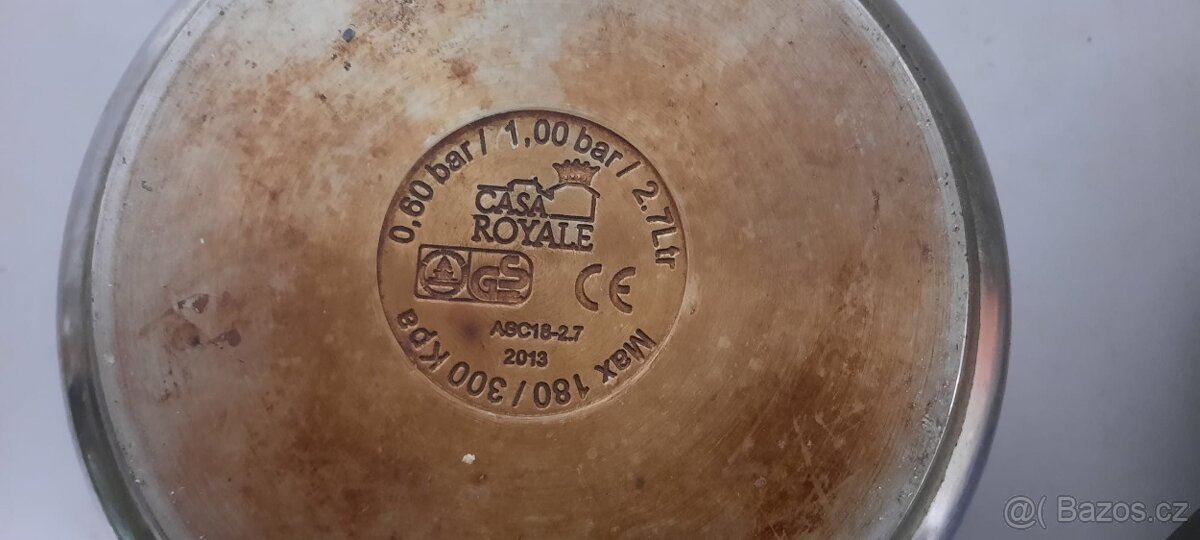 0,60 bar / 1,00 bar / 2.7Ltr
CASA
ROYALE
GS CE
ASC18-2.7
2013
Max 180 / 300 Kpa
@( Bazos.cz